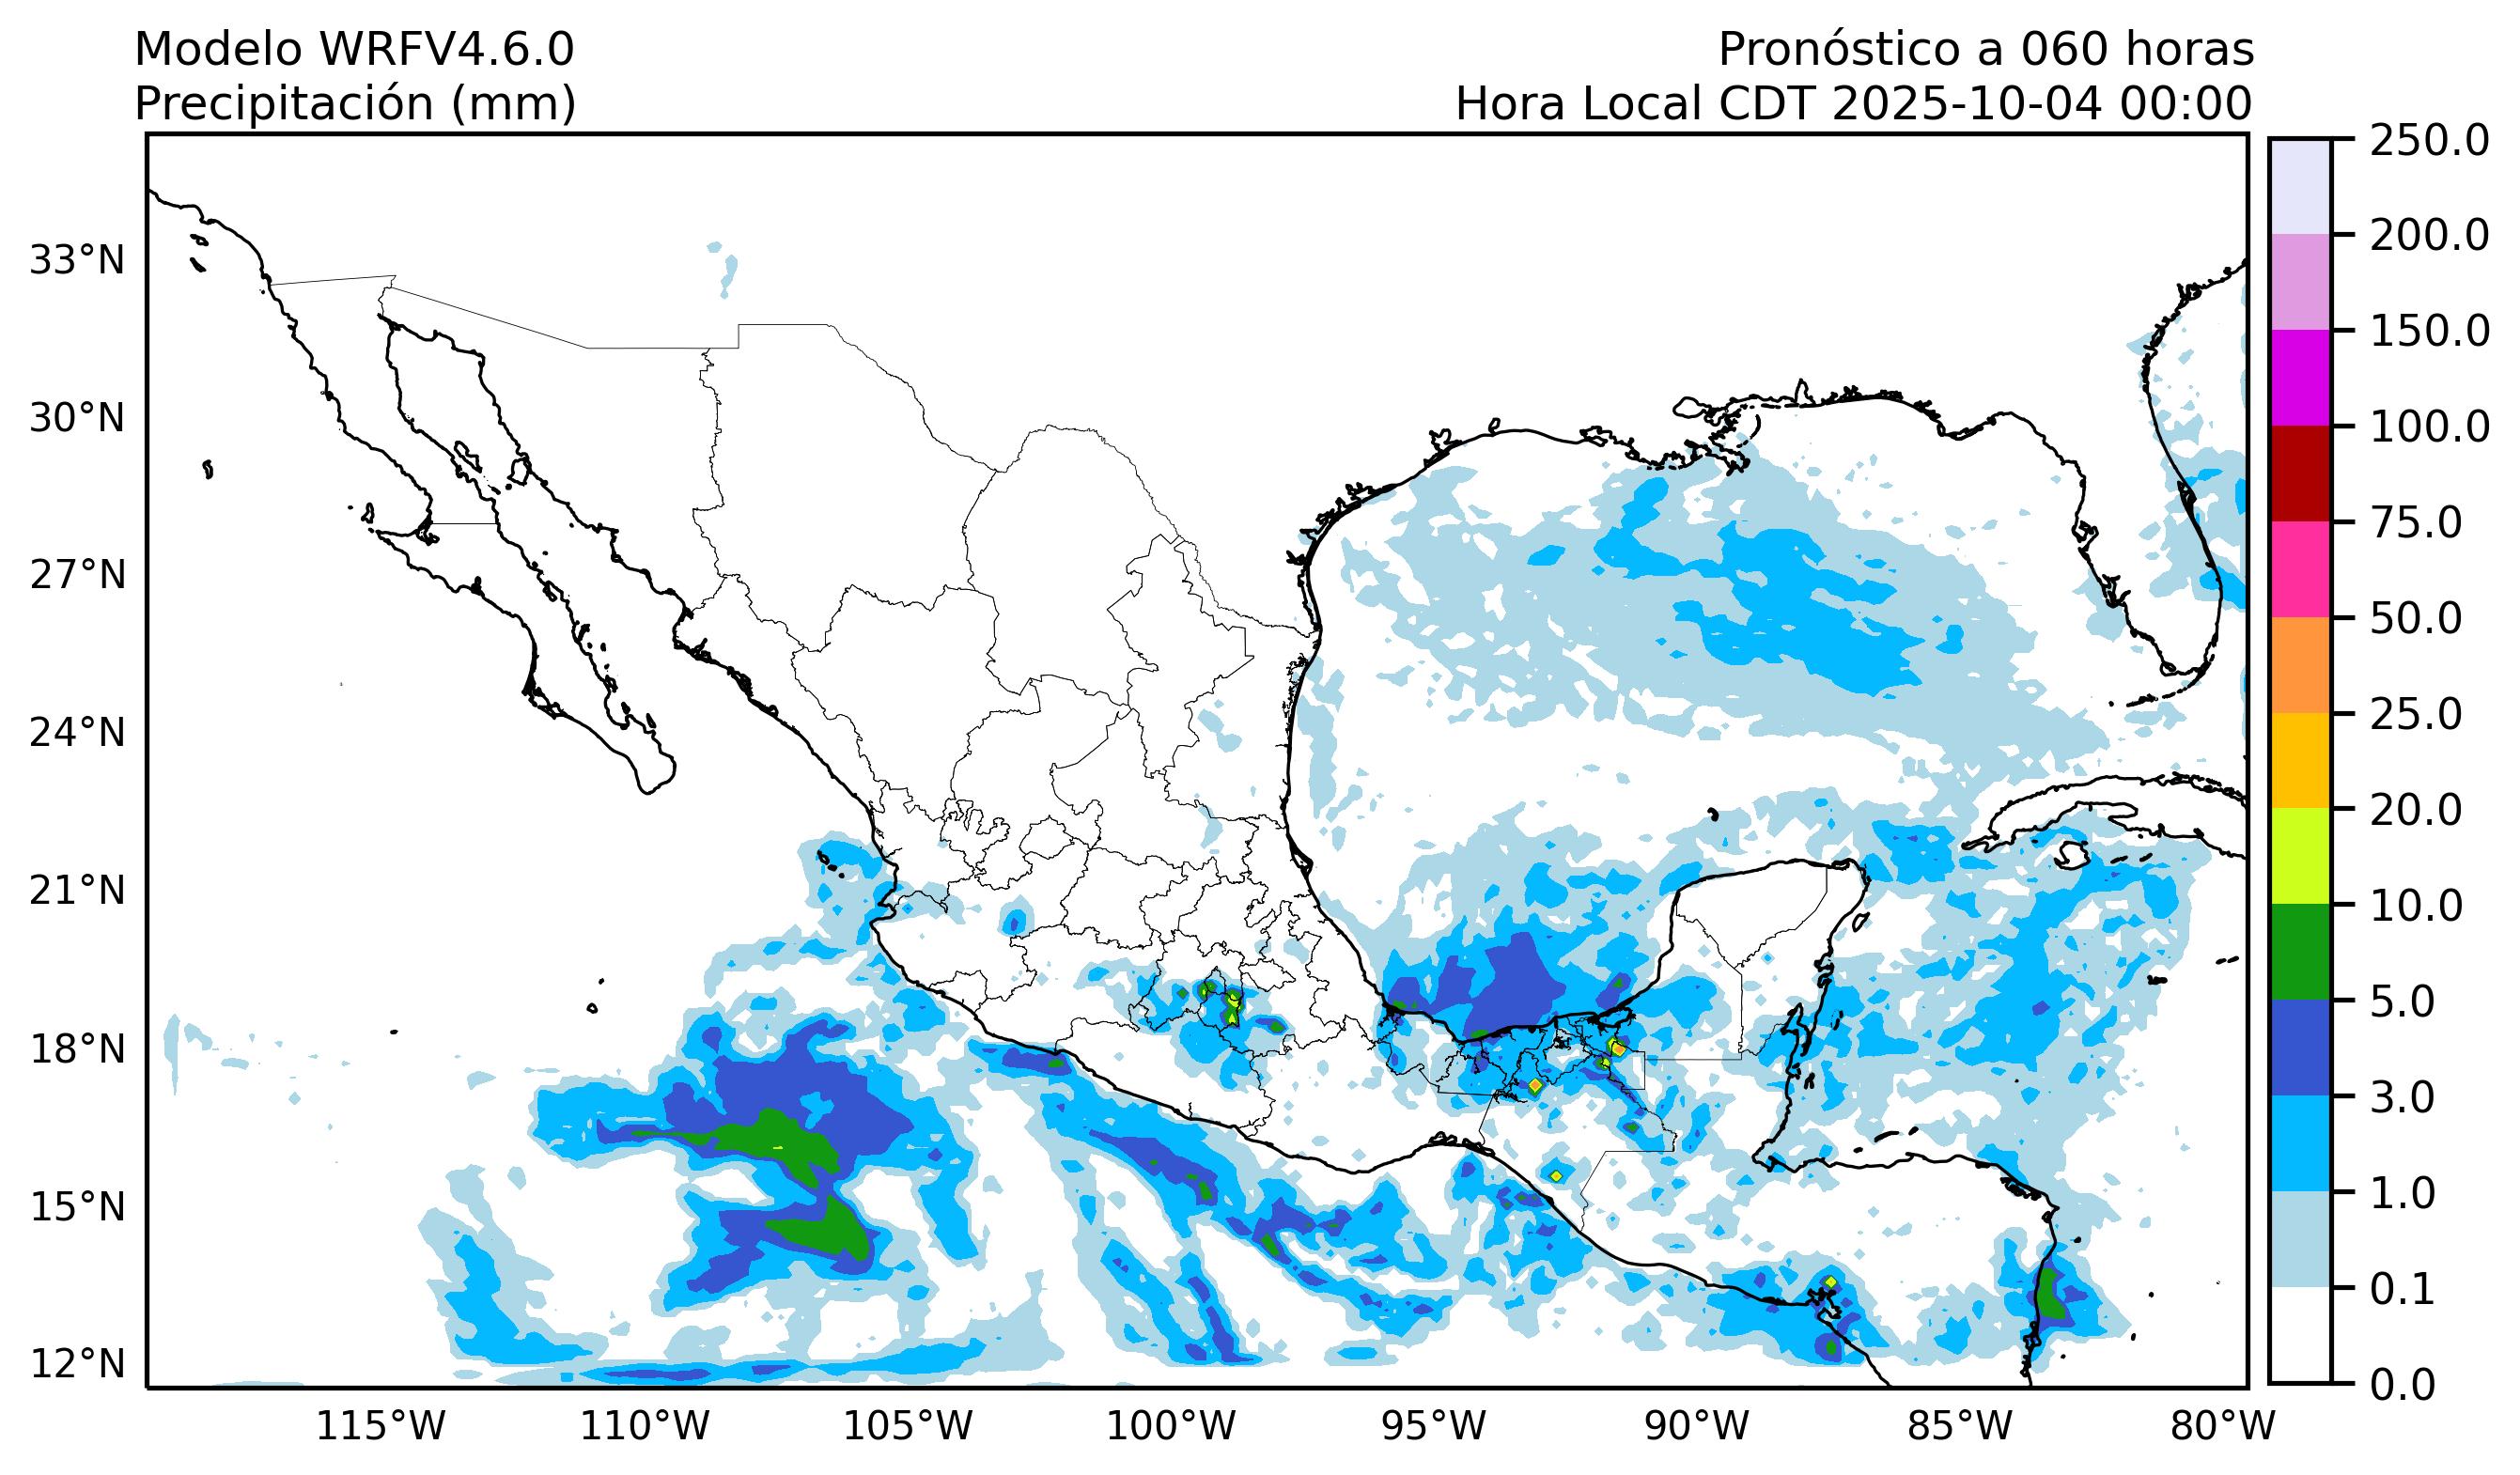 Modelo WRFV4.6.0
Precipitación (mm)
Pronóstico a 060 horas
Hora Local CDT 2025-10-04 00:00
33°N
30°N
27°N
24°N
21°N
18°N
15°N
12°N
115°W
110°W
105°W
100°W
95°W
90°W
85°W
80°W
250.0
200.0
150.0
100.0
75.0
50.0
25.0
20.0
10.0
5.0
3.0
1.0
0.1
0.0